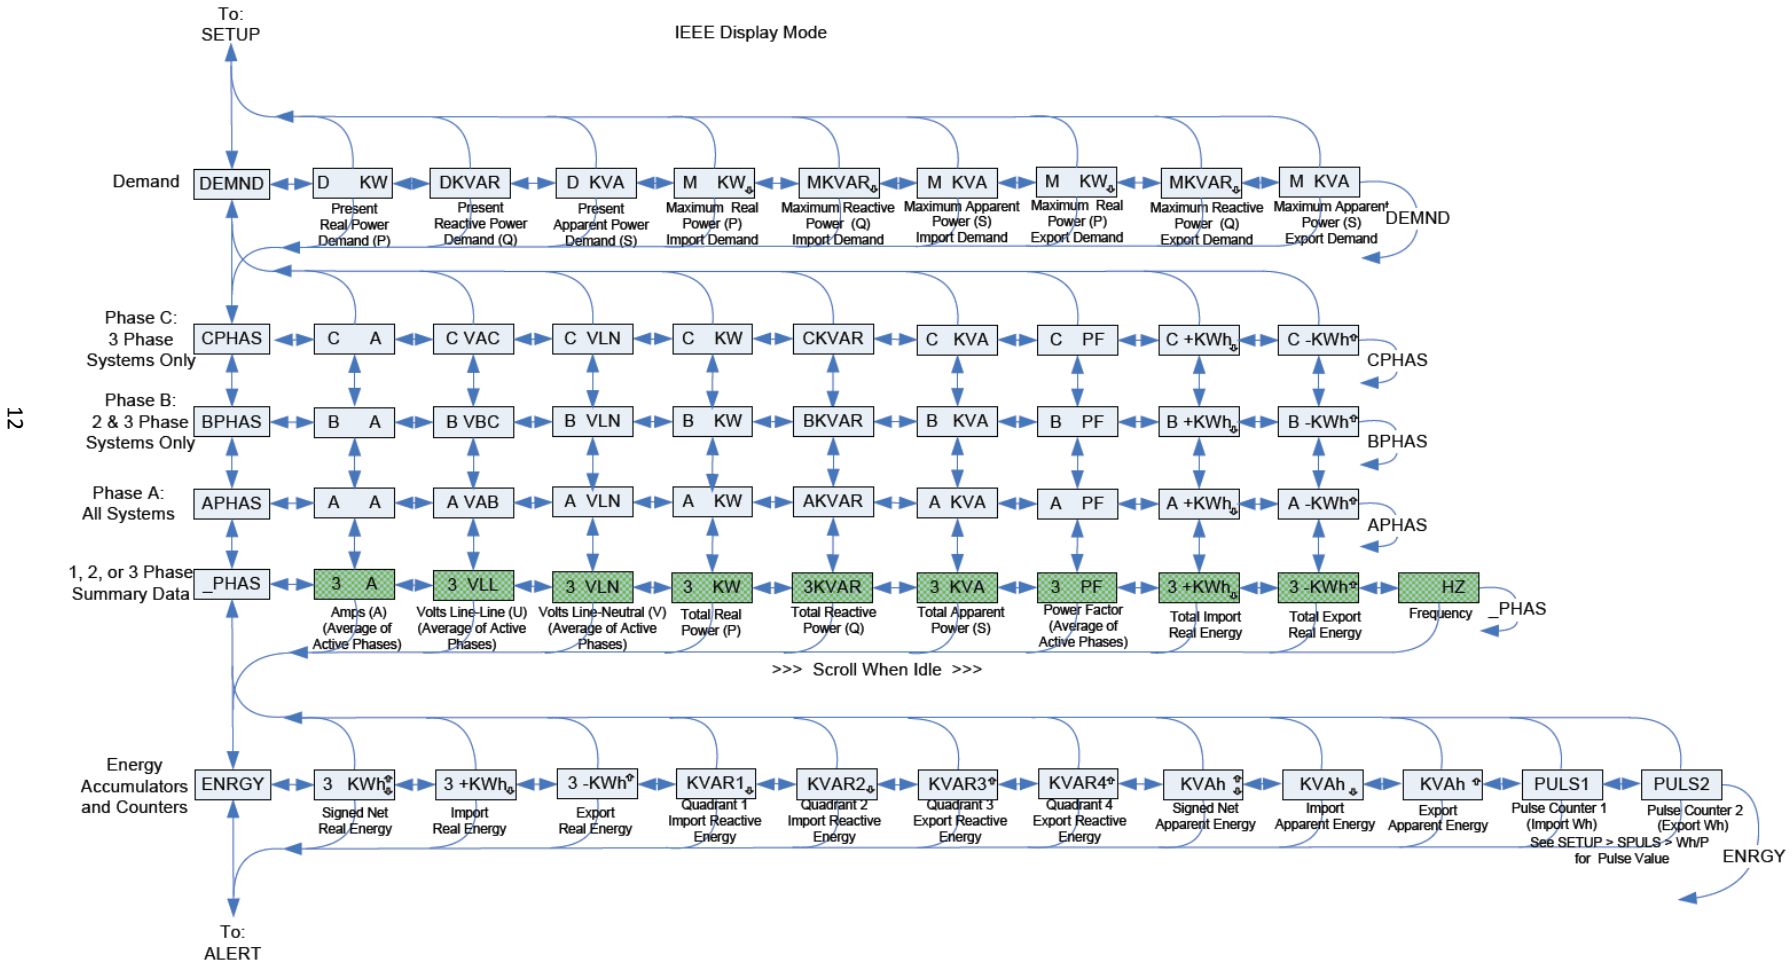 To:
SETUP
IEEE Display Mode
Demand
DEMND
D KW
DKVAR
D KVA
M KW
MKVAR
M KVA
M KW
MKVAR
M KVA
Present
Real Power
Demand (P)
Present
Reactive Power
Demand (Q)
Present
Apparent Power
Demand (S)
Maximum Real
Power (P)
Import Demand
Maximum Reactive
Power (Q)
Import Demand
Maximum Apparent
Power (S)
Import Demand
Maximum Real
Power (P)
Export Demand
Maximum Reactive
Power (Q)
Export Demand
Maximum Apparent
Power (S)
Export Demand
DEMND
Phase C:
3 Phase
Systems Only
CPHAS
C A
C VAC
C VLN
C KW
CKVAR
C KVA
C PF
C +KWh
C -KWh
CPHAS
Phase B:
2 & 3 Phase
Systems Only
BPHAS
B A
B VBC
B VLN
B KW
BKVAR
B KVA
B PF
B +KWh
B -KWh
BPHAS
12
Phase A:
All Systems
APHAS
A A
A VAB
A VLN
A KW
AKVAR
A KVA
A PF
A +KWh
A -KWh
APHAS
1, 2, or 3 Phase
Summary Data
_PHAS
3 A
3 VLL
3 VLN
3 KW
3KVAR
3 KVA
3 PF
3 +KWh
3 -KWh
HZ
_PHAS
Amps (A)
(Average of
Active Phases)
Volts Line-Line (U)
(Average of Active
Phases)
Volts Line-Neutral (V)
(Average of Active
Phases)
Total Real
Power (P)
Total Reactive
Power (Q)
Total Apparent
Power (S)
Power Factor
(Average of
Active Phases)
Total Import
Real Energy
Total Export
Real Energy
Frequency
>>> Scroll When Idle >>>
Energy
Accumulators
and Counters
ENRGY
3 KWh
3 +KWh
3 -KWh
KVAR1
KVAR2
KVAR3
KVAR4
KVAh
KVAh
KVAh
PULS1
PULS2
Signed Net
Real Energy
Import
Real Energy
Export
Real Energy
Quadrant 1
Import Reactive
Energy
Quadrant 2
Import Reactive
Energy
Quadrant 3
Export Reactive
Energy
Quadrant 4
Export Reactive
Energy
Signed Net
Apparent Energy
Import
Apparent Energy
Export
Apparent Energy
Pulse Counter 1
(Import Wh)
Pulse Counter 2
(Export Wh)
See SETUP > SPULS > Wh/P
for Pulse Value
ENRGY
To:
ALERT